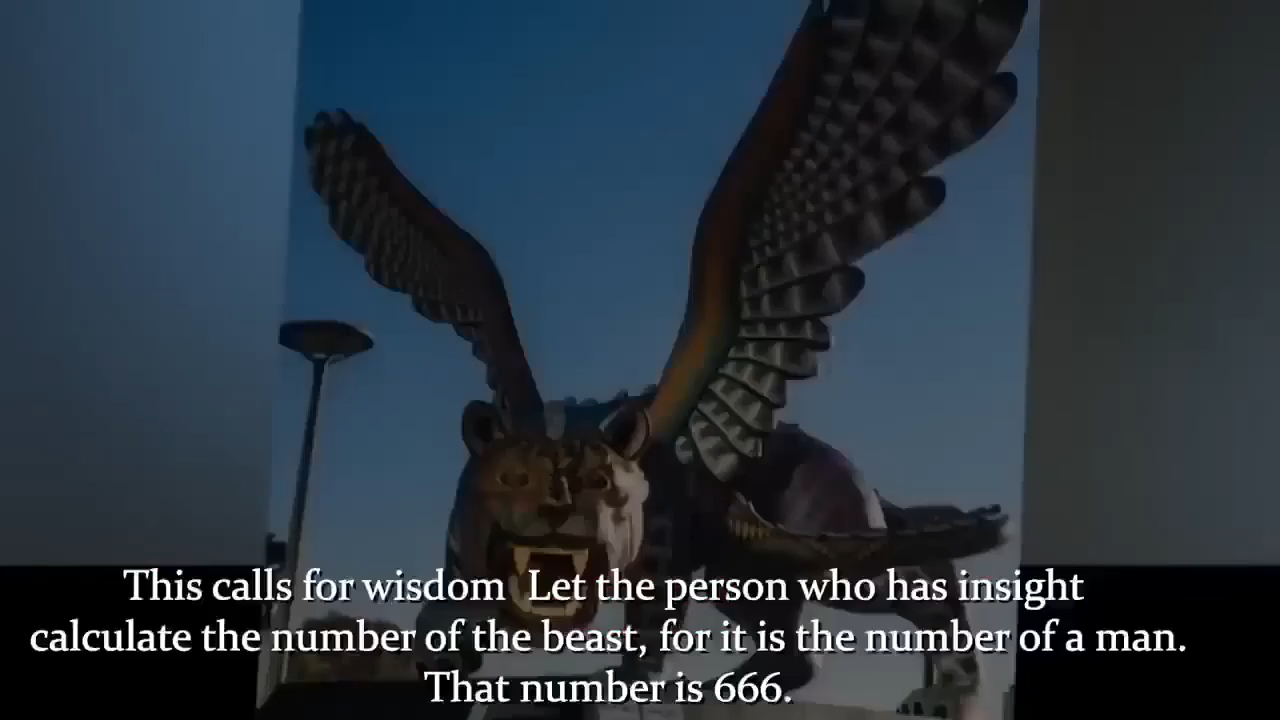 This calls for wisdom Let the person who has insight
calculate the number of the beast, for it is the number of a man.
That number is 666.